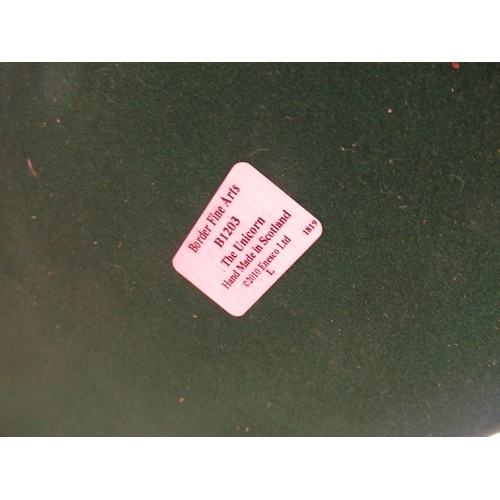 Border Fine Arts
B1203
The Unicorn
Hand Made in Scotland
©2010 Enesco Ltd
L
1819